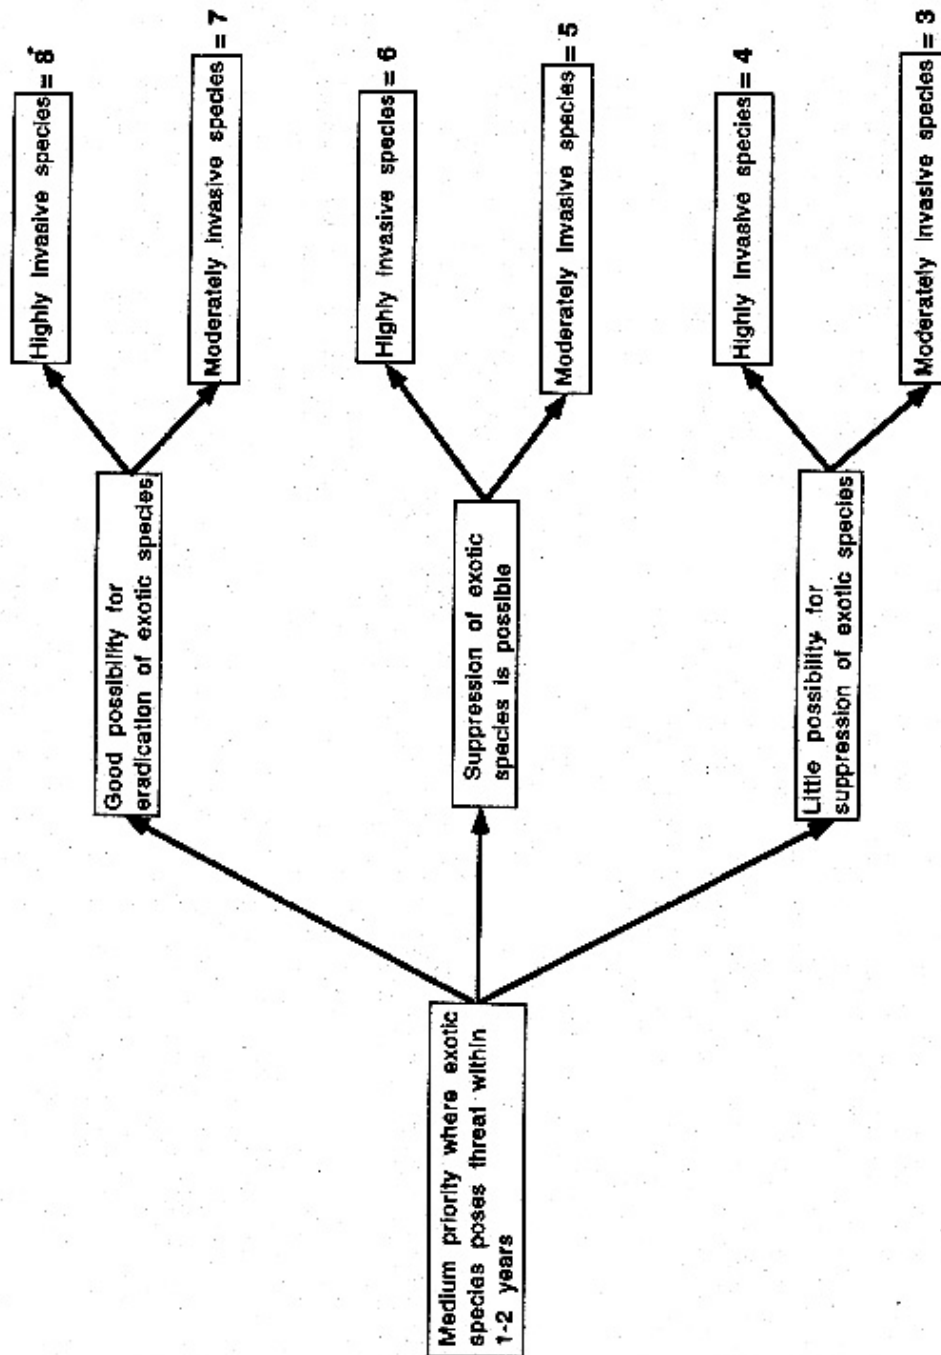 Medium priority where exotic
species poses threat within
1-2 years
Good possibility for
eradication of exotic species
Highly invasive species = 8*
Moderately invasive species = 7
Suppression of exotic
species is possible
Highly invasive species = 6
Moderately invasive species = 5
Little possibility for
suppression of exotic species
Highly invasive species = 4
Moderately invasive species = 3